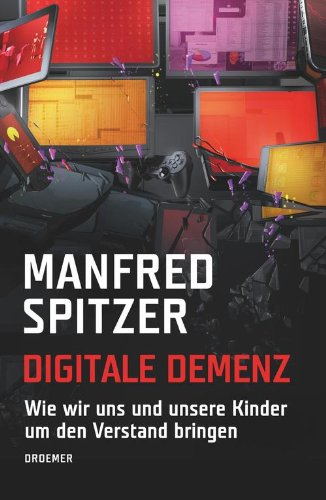 MANFRED
SPITZER
DIGITALE DEMENZ
Wie wir uns und unsere Kinder
um den Verstand bringen
DROEMER